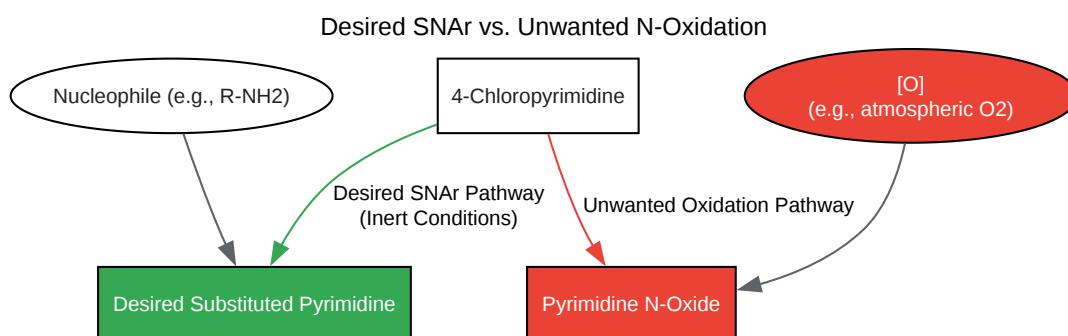 Desired SNAr vs. Unwanted N-Oxidation
Nucleophile (e.g., R-NH2)
4-Chloropyrimidine
[O]
(e.g., atmospheric O2)
Desired SNAr Pathway
(Inert Conditions)
Unwanted Oxidation Pathway
Desired Substituted Pyrimidine
Pyrimidine N-Oxide